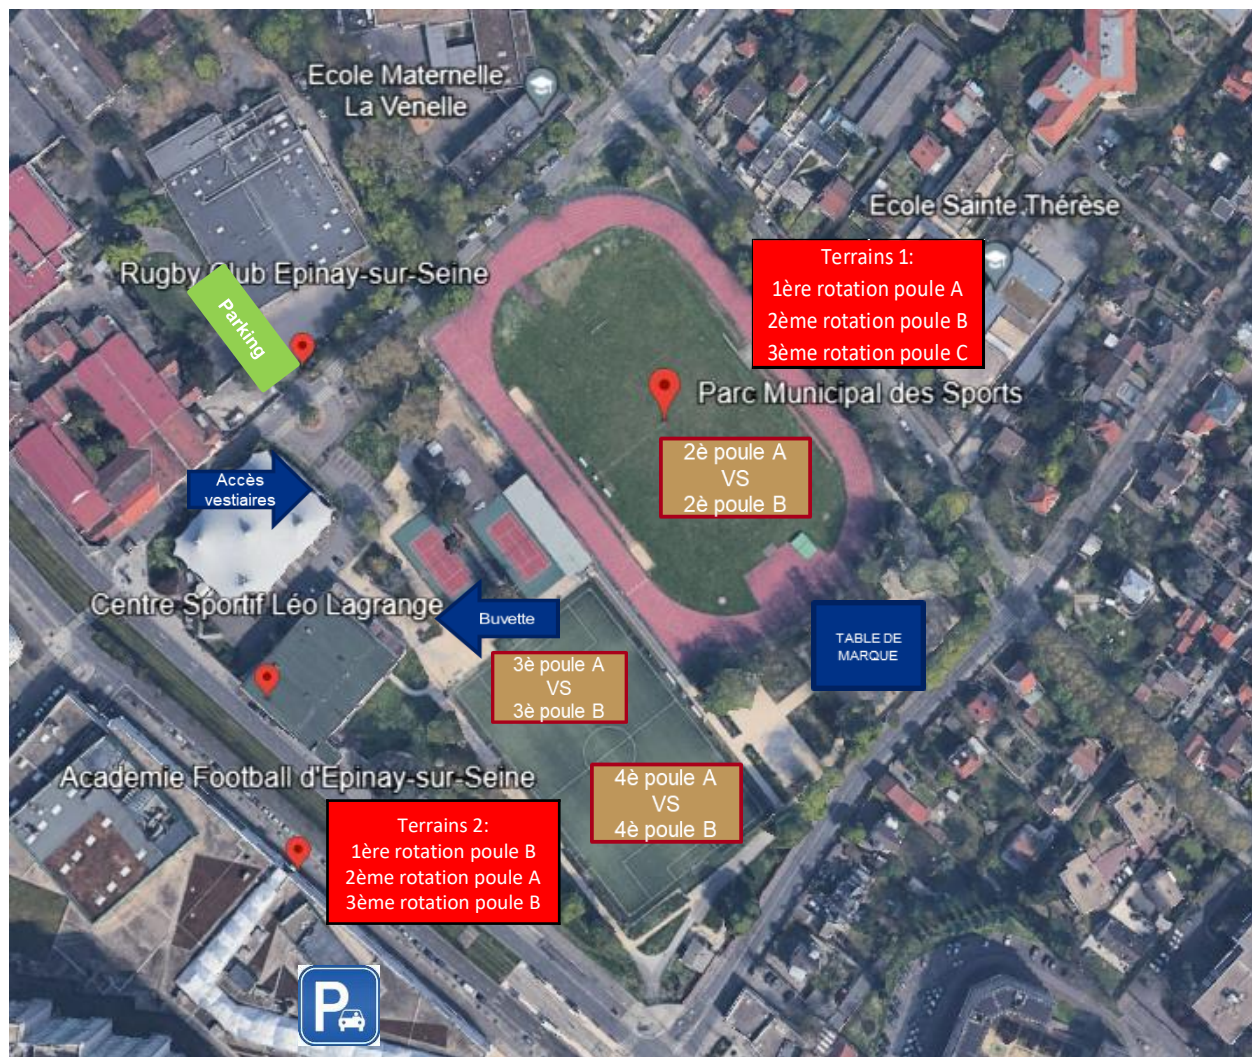 Ecole Maternelle
La Venelle
Ecole Sainte Thérèse
Terrains 1:
1ère rotation poule A
2ème rotation poule B
3ème rotation poule C
Rugby Club Epinay-sur-Seine
Parking
Parc Municipal des Sports
2è poule A
VS
2è poule B
Accès
vestiaires
Centre Sportif Léo Lagrange
Buvette
TABLE DE
MARQUE
3è poule A
VS
3è poule B
Academie Football d'Epinay-sur-Seine
4è poule A
VS
4è poule B
Terrains 2:
1ère rotation poule B
2ème rotation poule A
3ème rotation poule B
P